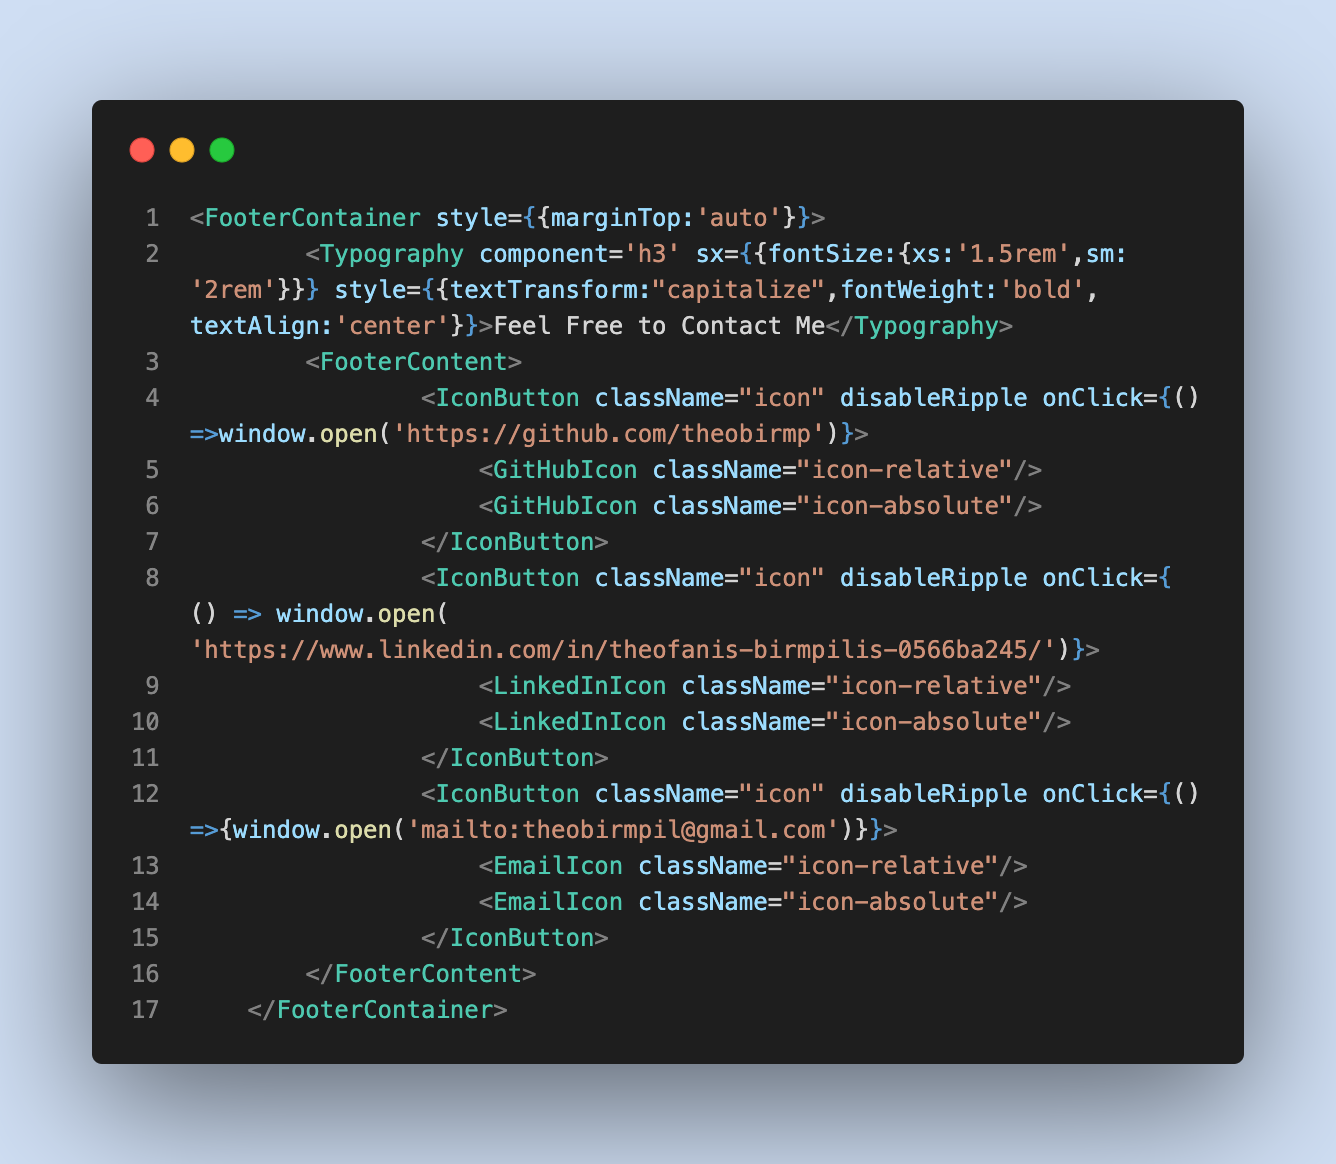 1 <FooterContainer style={{marginTop:'auto'}}>
2 <Typography component='h3' sx={{fontSize:{xs:'1.5rem',sm:
'2rem'}}} style={{textTransform:"capitalize",fontWeight:'bold',
textAlign:'center'}}>Feel Free to Contact Me</Typography>
3 <FooterContent>
4 <IconButton className="icon" disableRipple onClick={()
=>window.open('https://github.com/theobirmp')}>
5 <GitHubIcon className="icon-relative"/>
6 <GitHubIcon className="icon-absolute"/>
7 </IconButton>
8 <IconButton className="icon" disableRipple onClick={
() => window.open(
'https://www.linkedin.com/in/theofanis-birmpilis-0566ba245/')}>
9 <LinkedInIcon className="icon-relative"/>
10 <LinkedInIcon className="icon-absolute"/>
11 </IconButton>
12 <IconButton className="icon" disableRipple onClick={()
=>{window.open('mailto:theobirmpil@gmail.com')}}>
13 <EmailIcon className="icon-relative"/>
14 <EmailIcon className="icon-absolute"/>
15 </IconButton>
16 </FooterContent>
17 </FooterContainer>